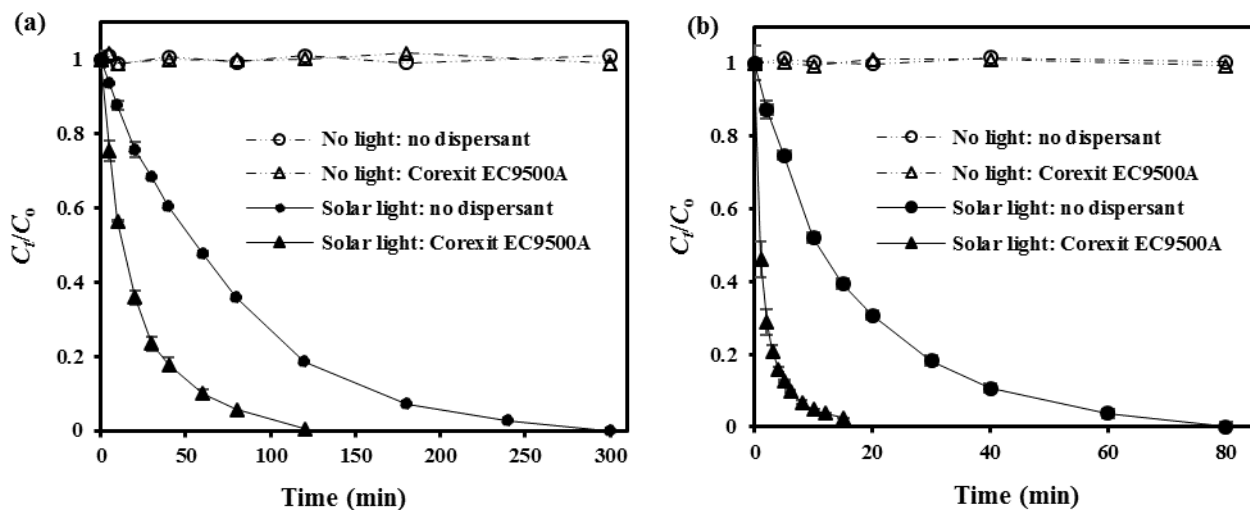 (a)
1
0.8
0.6
0.4
0.2
0
0 50 100 150 200 250 300
C_t/C_o
Time (min)
No light: no dispersant
No light: Corexit EC9500A
Solar light: no dispersant
Solar light: Corexit EC9500A
(b)
1
0.8
0.6
0.4
0.2
0
0 20 40 60 80
C_t/C_o
Time (min)
No light: no dispersant
No light: Corexit EC9500A
Solar light: no dispersant
Solar light: Corexit EC9500A